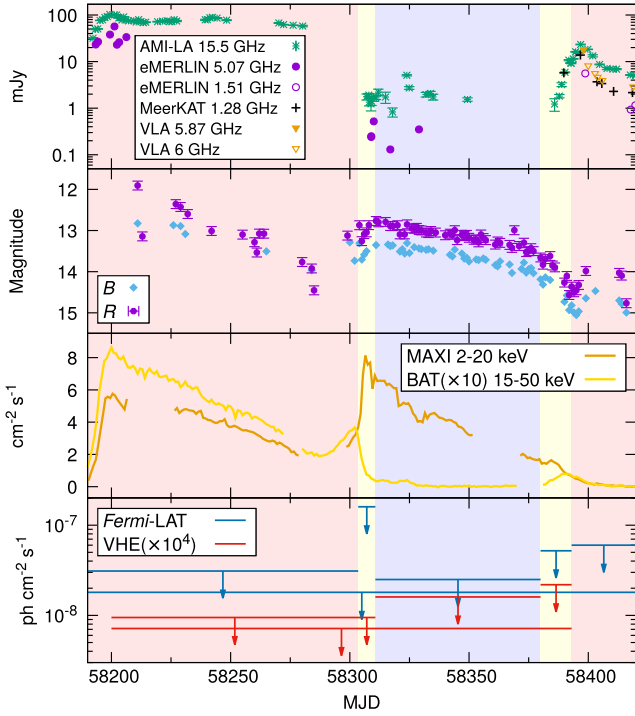 100
10
1
0.1
mJy
AMI-LA 15.5 GHz
eMERLIN 5.07 GHz
eMERLIN 1.51 GHz
MeerKAT 1.28 GHz
VLA 5.87 GHz
VLA 6 GHz
12
13
14
15
Magnitude
B
R
8
6
4
2
0
cm⁻² s⁻¹
MAXI 2-20 keV
BAT(×10) 15-50 keV
10⁻⁷
10⁻⁸
ph cm⁻² s⁻¹
Fermi-LAT
VHE(×10⁴)
58200 58250 58300 58350 58400
MJD